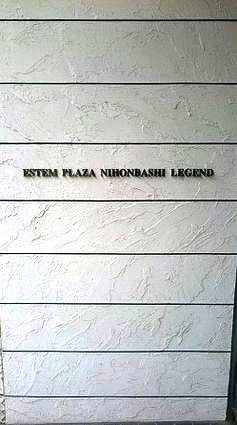 ESTEM PLAZA NIHONBASHI LEGEND